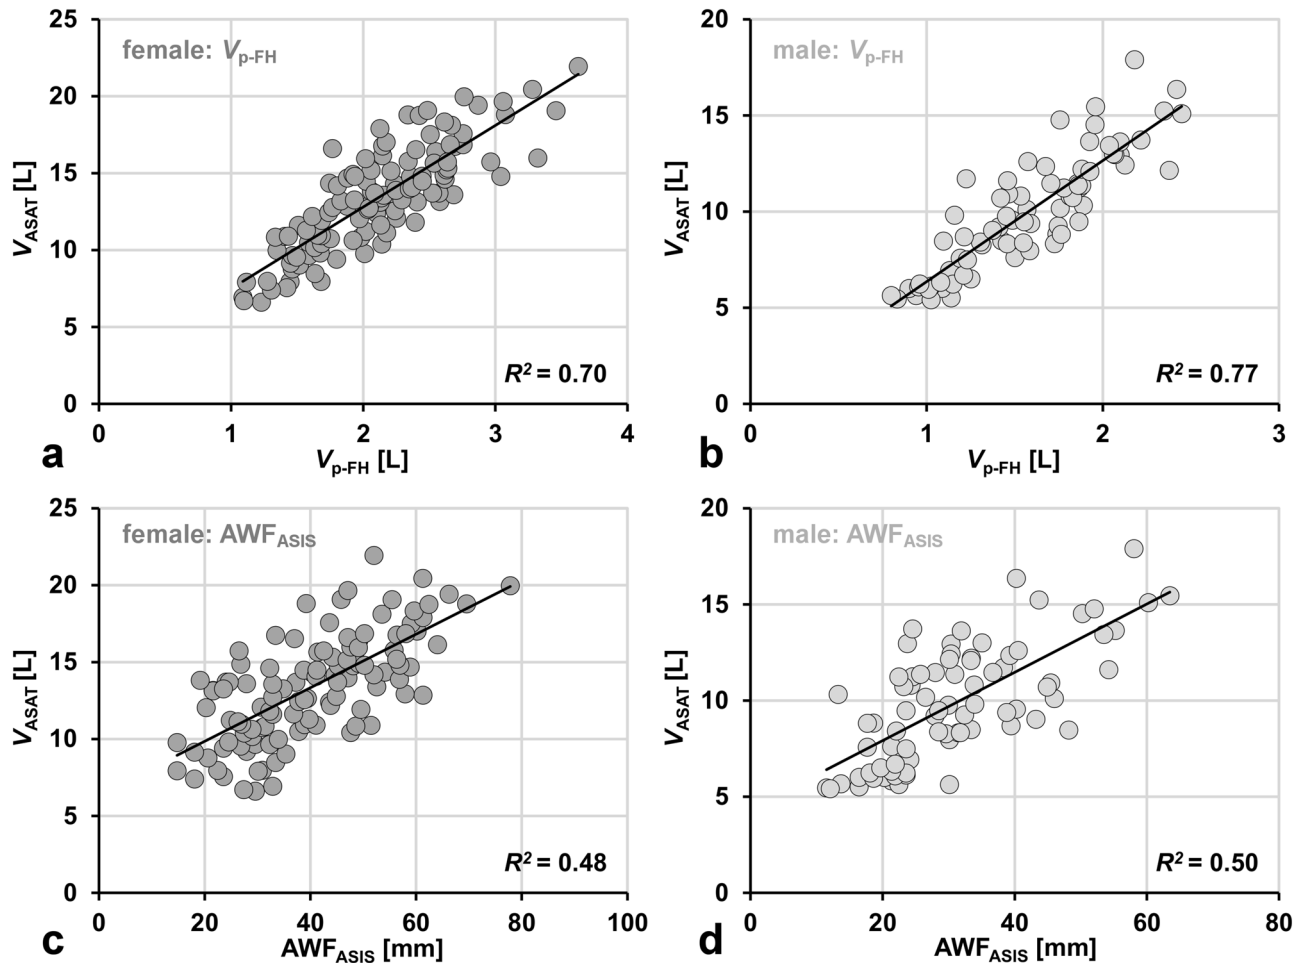 female: Vp-FH
VASAT [L]
25
20
15
10
5
0
0 1 2 3 4
R² = 0.70
Vp-FH [L]
a
male: Vp-FH
VASAT [L]
20
15
10
5
0
0 1 2 3
R² = 0.77
Vp-FH [L]
b
female: AWFASIS
VASAT [L]
25
20
15
10
5
0
0 20 40 60 80 100
R² = 0.48
AWFASIS [mm]
c
male: AWFASIS
VASAT [L]
20
15
10
5
0
0 20 40 60 80
R² = 0.50
AWFASIS [mm]
d